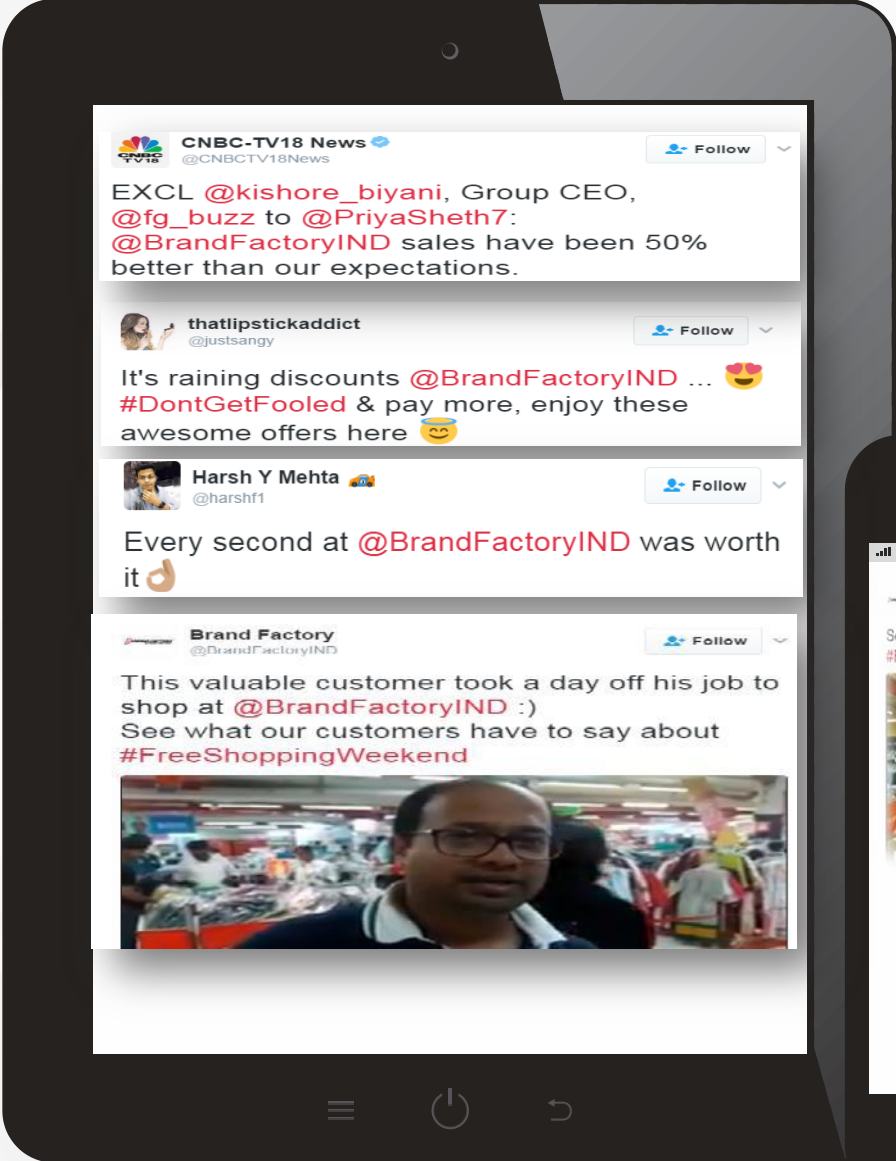 CNBC TV18
CNBC-TV18 News
Follow
@CNBCTV18News
EXCL @kishore_biyani, Group CEO,
@fg_buzz to @PriyaSheth7:
@BrandFactoryIND sales have been 50%
better than our expectations.
thatlipstickaddict
Follow
@justsangy
It's raining discounts @BrandFactoryIND ... 😍
#DontGetFooled & pay more, enjoy these
awesome offers here 😇
Harsh Y Mehta
Follow
@harshf1
Every second at @BrandFactoryIND was worth
it👌🏽
Brand Factory
Follow
@BrandFactoryIND
This valuable customer took a day off his job to
shop at @BrandFactoryIND :)
See what our customers have to say about
#FreeShoppingWeekend